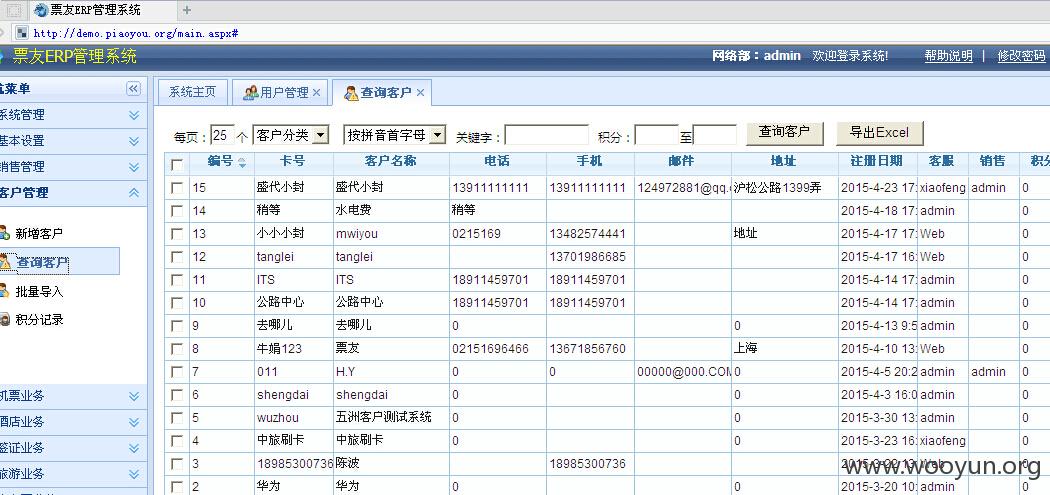 票友ERP管理系统
http://demo.piaoyou.org/main.aspx#
票友ERP管理系统 网络部：admin 欢迎登录系统! 帮助说明 | 修改密码
菜单 系统主页 用户管理 查询客户
系统管理
基本设置
销售管理
客户管理
新增客户
查询客户
批量导入
积分记录
机票业务
酒店业务
签证业务
旅游业务
每页：25 个 客户分类 按拼音首字母 关键字： 积分： 至 查询客户 导出Excel
编号 卡号 客户名称 电话 手机 邮件 地址 注册日期 客服 销售 积分
15 盛代小封 盛代小封 13911111111 13911111111 124972881@qq.c 沪松公路1399弄 2015-4-23 17: xiaofeng admin 0
14 稍等 水电费 稍等 2015-4-18 17: admin 0
13 小小小封 mwiyou 0215169 13482574441 地址 2015-4-17 17: Web 0
12 tanglei tanglei 13701986685 2015-4-17 16: Web 0
11 ITS ITS 18911459701 18911459701 2015-4-14 17: admin 0
10 公路中心 公路中心 18911459701 18911459701 2015-4-14 17: admin 0
9 去哪儿 去哪儿 0 0 2015-4-13 9:5 admin 0
8 牛娟123 票友 02151696466 13671856760 上海 2015-4-10 13: Web 0
7 011 H.Y 0 0 00000@000.COM 0 2015-4-5 20:2 admin admin 0
6 shengdai shengdai 0 0 2015-4-3 16:0 admin 0
5 wuzhou 五洲客户测试系统 0 0 2015-3-30 13: admin 0
4 中旅刷卡 中旅刷卡 0 0 2015-3-23 16: xiaofeng 0
3 18985300736 陈波 18985300736 Web 0
2 华为 华为 0 0 2015-3-20 10: admin 0
www.wooyun.org